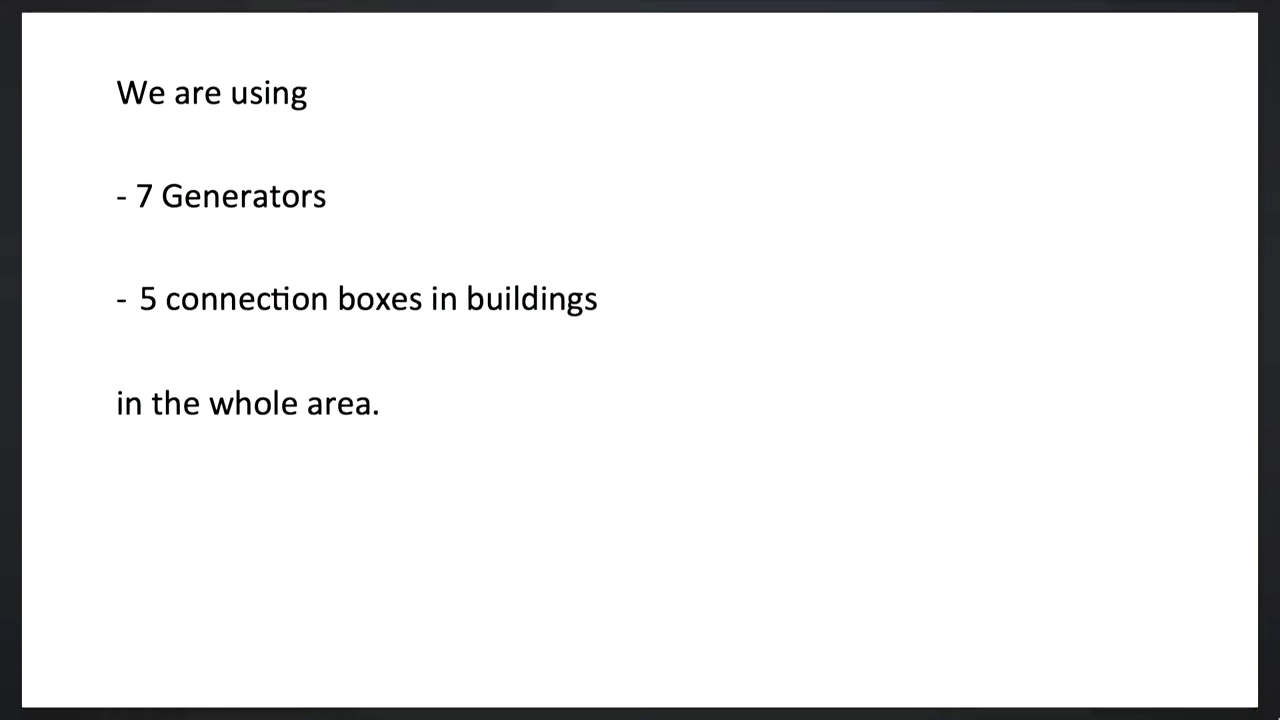 We are using
- 7 Generators
- 5 connection boxes in buildings
in the whole area.